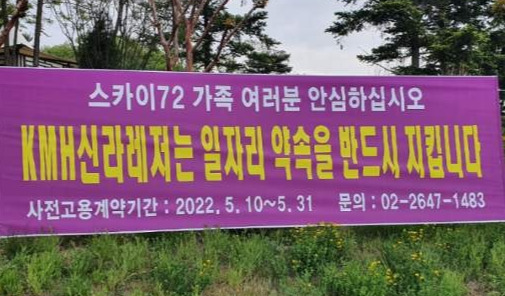 스카이72 가족 여러분 안심하십시오
KMH신라레저는 일자리 약속을 반드시 지킵니다
사전고용계약기간 : 2022. 5. 10~5. 31 문의 : 02-2647-1483